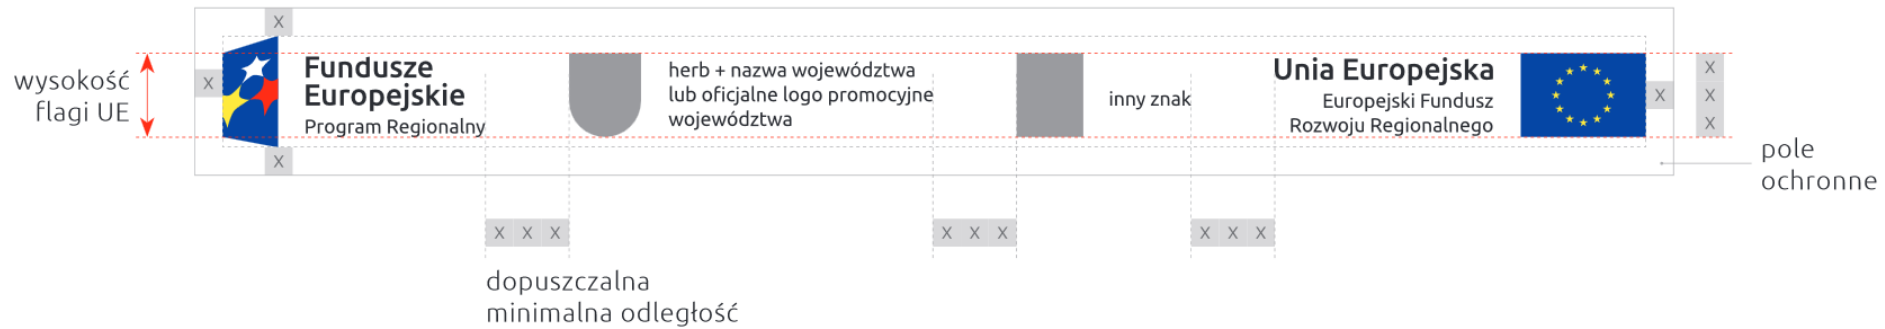 X
wysokość
flagi UE
X
Fundusze
Europejskie
Program Regionalny
herb + nazwa województwa
lub oficjalne logo promocyjne
województwa
inny znak
Unia Europejska
Europejski Fundusz
Rozwoju Regionalnego
X
X
X
X
X
pole
ochronne
X X X
X X X
X X X
dopuszczalna
minimalna odległość